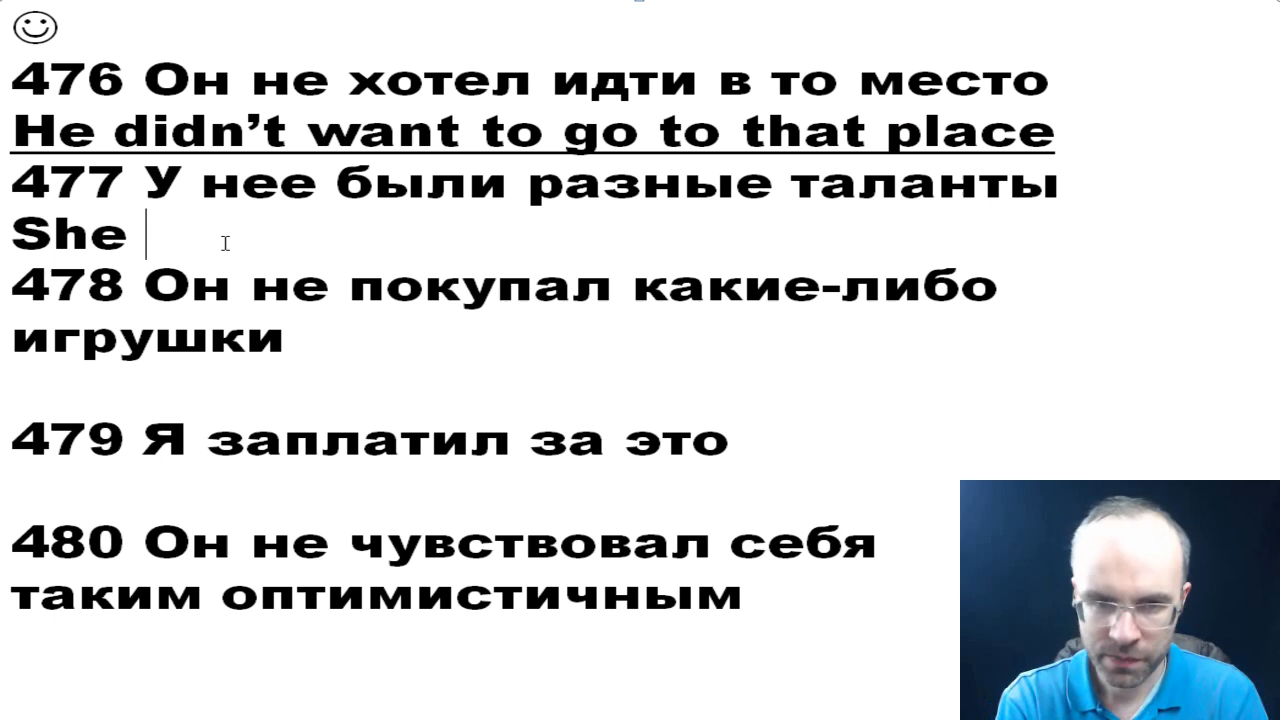 476 Он не хотел идти в то место
He didn’t want to go to that place
477 У нее были разные таланты
She
478 Он не покупал какие-либо
игрушки
479 Я заплатил за это
480 Он не чувствовал себя
таким оптимистичным